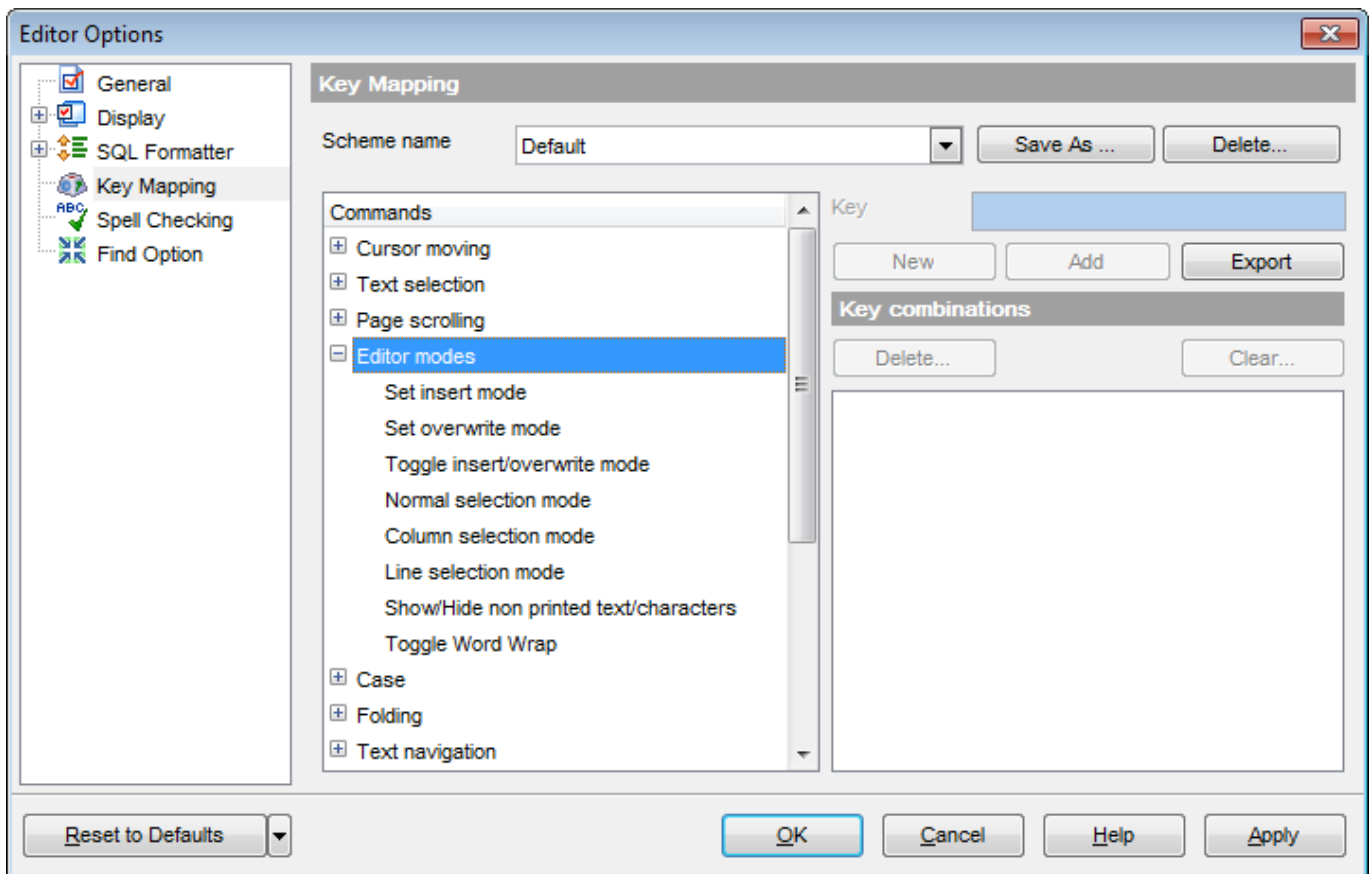 Editor Options
General
Display
SQL Formatter
Key Mapping
ABC
Spell Checking
Find Option
Key Mapping
Scheme name
Default
Save As ...
Delete...
Commands
Cursor moving
Text selection
Page scrolling
Editor modes
Set insert mode
Set overwrite mode
Toggle insert/overwrite mode
Normal selection mode
Column selection mode
Line selection mode
Show/Hide non printed text/characters
Toggle Word Wrap
Case
Folding
Text navigation
Key
New
Add
Export
Key combinations
Delete...
Clear...
Reset to Defaults
OK
Cancel
Help
Apply